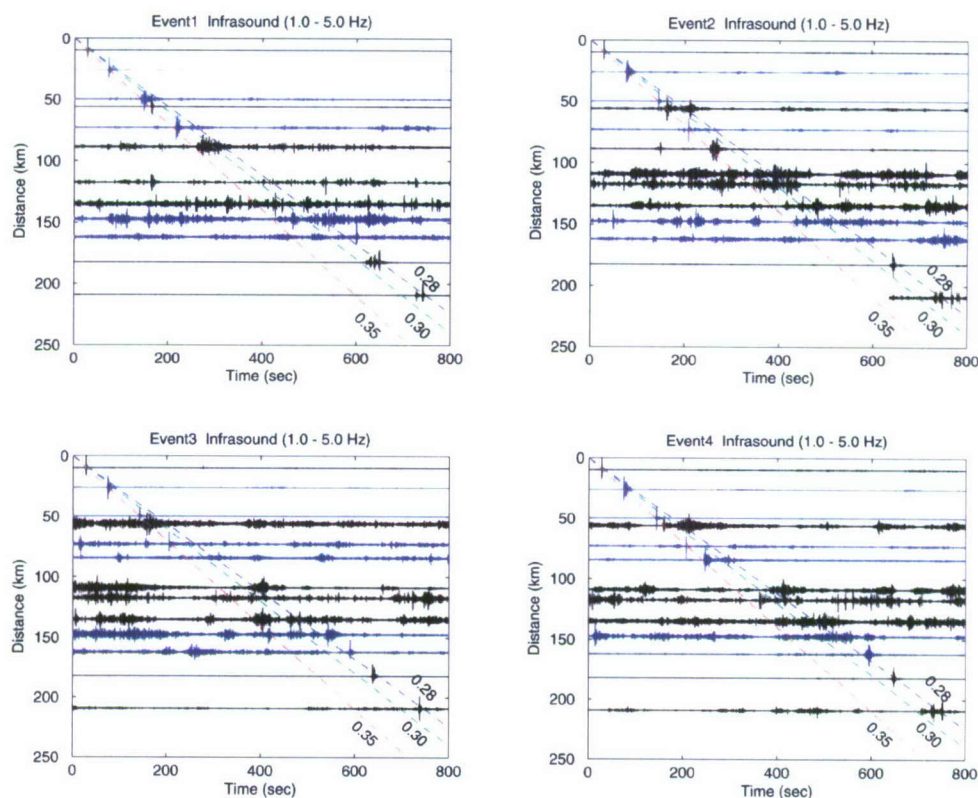 Event1 Infrasound (1.0 - 5.0 Hz)
0
50
100
150
200
250
Distance (km)
0.28
0.30
0.35
0 200 400 600 800
Time (sec)
Event2 Infrasound (1.0 - 5.0 Hz)
0
50
100
150
200
250
Distance (km)
0.28
0.30
0.35
0 200 400 600 800
Time (sec)
Event3 Infrasound (1.0 - 5.0 Hz)
0
50
100
150
200
250
Distance (km)
0.28
0.30
0.35
0 200 400 600 800
Time (sec)
Event4 Infrasound (1.0 - 5.0 Hz)
0
50
100
150
200
250
Distance (km)
0.28
0.30
0.35
0 200 400 600 800
Time (sec)